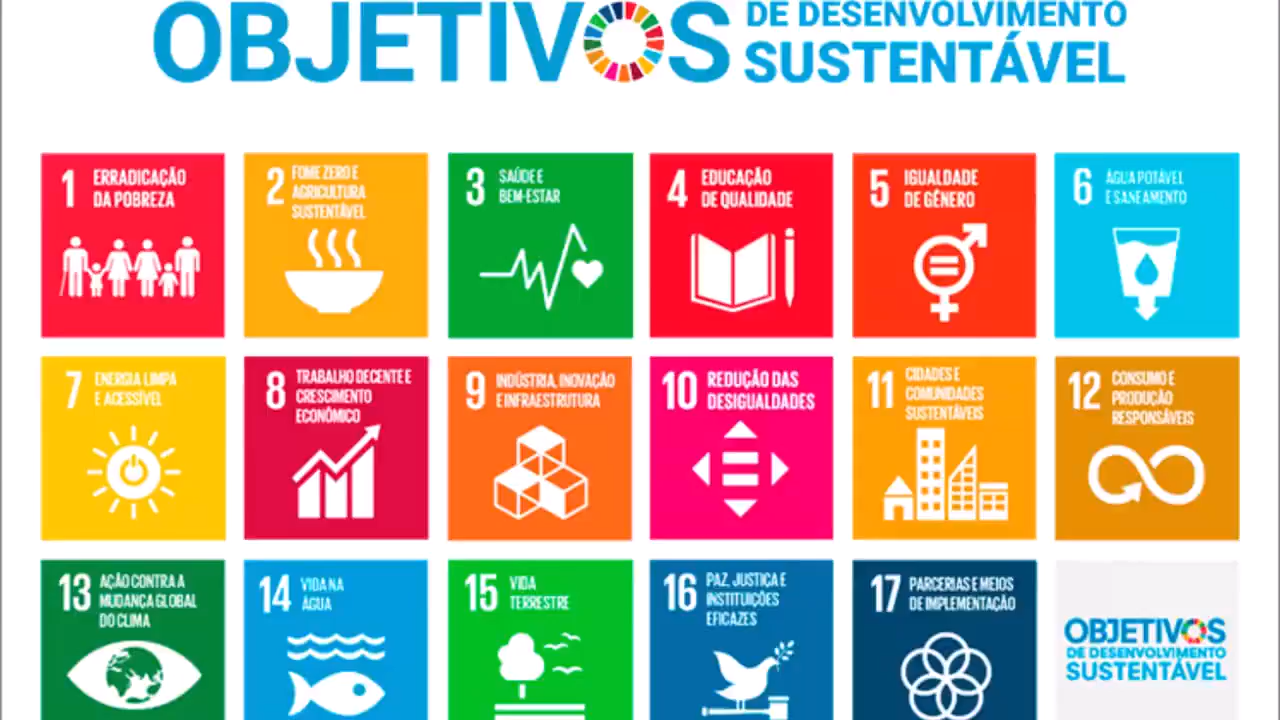 OBJETIVOS
DE DESENVOLVIMENTO
SUSTENTÁVEL
1
ERRADICAÇÃO
DA POBREZA
2
FOME ZERO E
AGRICULTURA
SUSTENTÁVEL
3
SAÚDE E
BEM-ESTAR
4
EDUCAÇÃO
DE QUALIDADE
5
IGUALDADE
DE GÊNERO
6
ÁGUA POTÁVEL
E SANEAMENTO
7
ENERGIA LIMPA
E ACESSÍVEL
8
TRABALHO DECENTE E
CRESCIMENTO
ECONÔMICO
9
INDÚSTRIA, INOVAÇÃO
E INFRAESTRUTURA
10
REDUÇÃO DAS
DESIGUALDADES
11
CIDADES E
COMUNIDADES
SUSTENTÁVEIS
12
CONSUMO E
PRODUÇÃO
RESPONSÁVEIS
13
AÇÃO CONTRA A
MUDANÇA GLOBAL
DO CLIMA
14
VIDA NA
ÁGUA
15
VIDA
TERRESTRE
16
PAZ, JUSTIÇA E
INSTITUIÇÕES
EFICAZES
17
PARCERIAS E MEIOS
DE IMPLEMENTAÇÃO
OBJETIVOS
DE DESENVOLVIMENTO
SUSTENTÁVEL